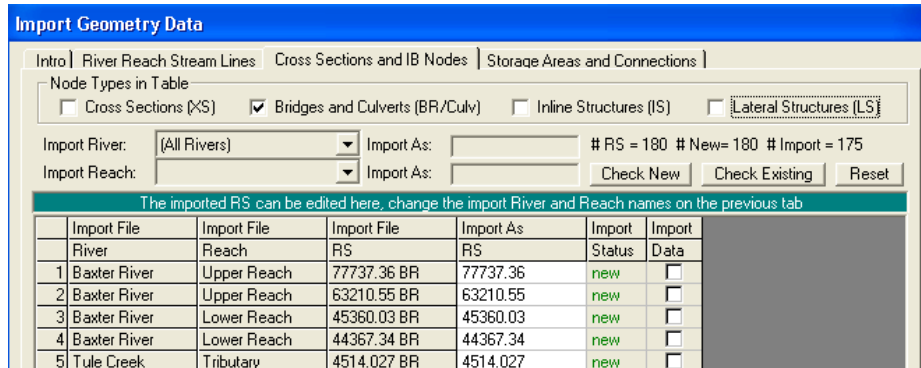 Import Geometry Data
Intro River Reach Stream Lines Cross Sections and IB Nodes Storage Areas and Connections
Node Types in Table
Cross Sections (XS) Bridges and Culverts (BR/Culv) Inline Structures (IS) Lateral Structures (LS)
Import River: (All Rivers) Import As: # RS = 180 # New= 180 # Import = 175
Import Reach: Import As: Check New Check Existing Reset
The imported RS can be edited here, change the import River and Reach names on the previous tab
Import File Import File Import File Import As Import Import
River Reach RS RS Status Data
1 Baxter River Upper Reach 77737.36 BR 77737.36 new
2 Baxter River Upper Reach 63210.55 BR 63210.55 new
3 Baxter River Lower Reach 45360.03 BR 45360.03 new
4 Baxter River Lower Reach 44367.34 BR 44367.34 new
5 Tule Creek Tributary 4514.027 BR 4514.027 new